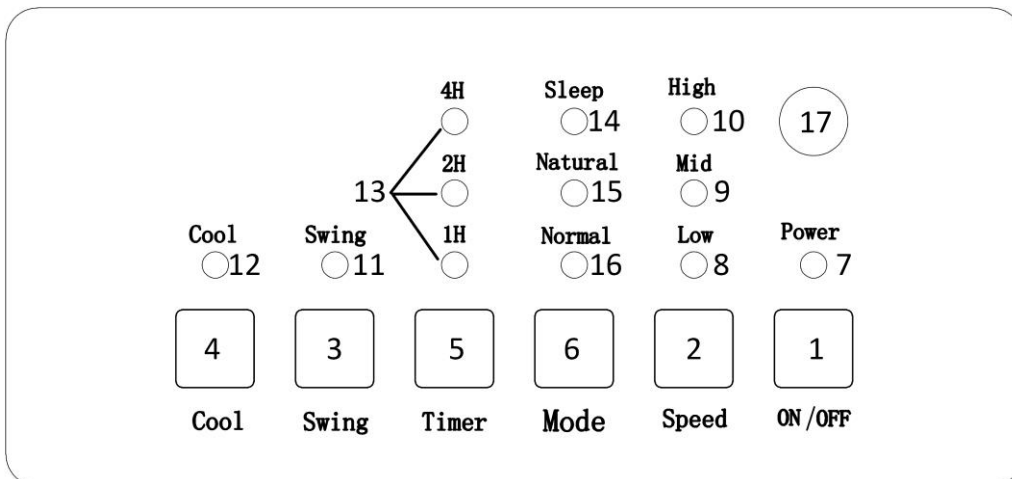 4H Sleep High
14 10 17
2H Natural Mid
13 15 9
Cool Swing 1H Normal Low Power
12 11 16 8 7
4 3 5 6 2 1
Cool Swing Timer Mode Speed ON/OFF